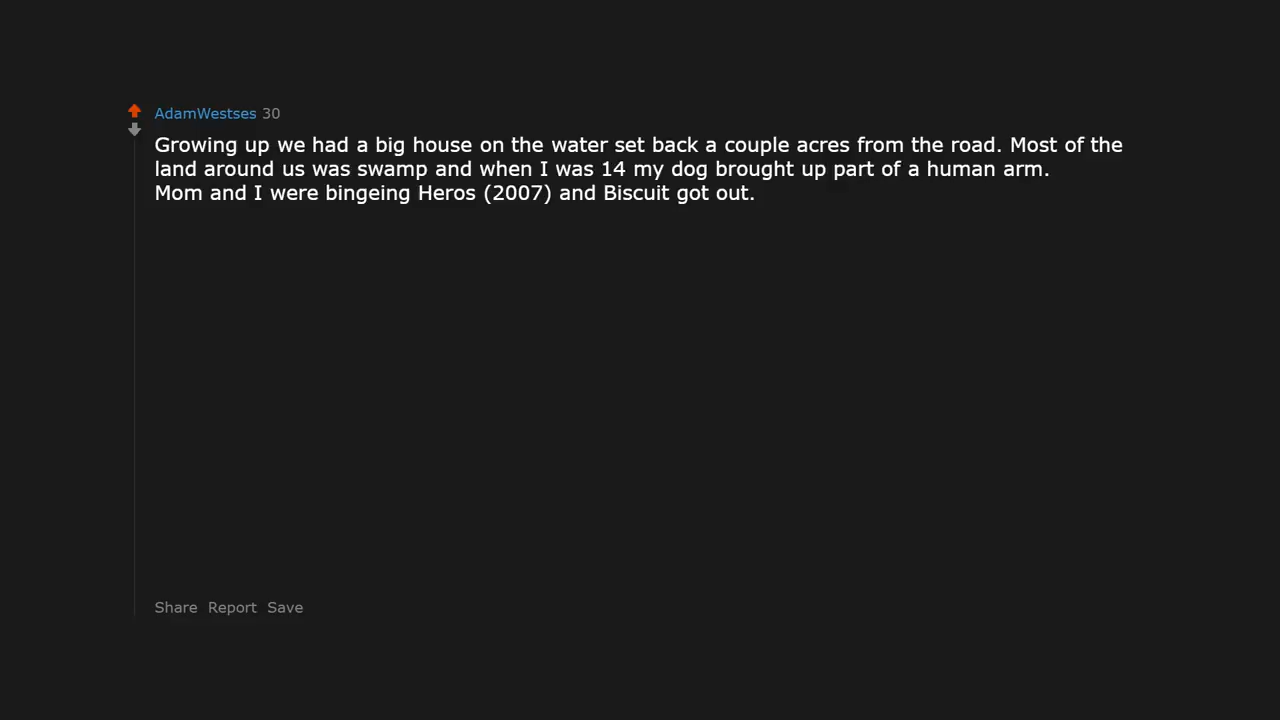 AdamWestses 30
Growing up we had a big house on the water set back a couple acres from the road. Most of the
land around us was swamp and when I was 14 my dog brought up part of a human arm.
Mom and I were bingeing Heros (2007) and Biscuit got out.
Share Report Save